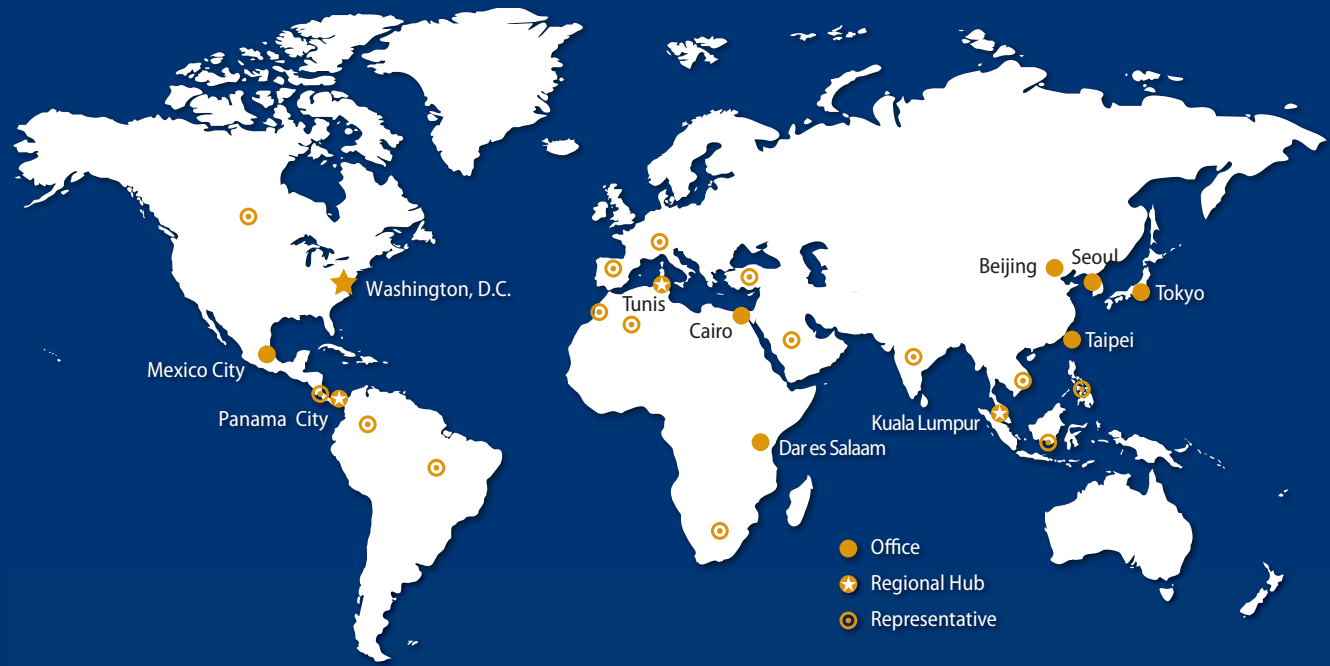 Seoul
Beijing
Washington, D.C.
Tokyo
Tunis
Cairo
Taipei
Mexico City
Panama City
Kuala Lumpur
Dar es Salaam
Office
Regional Hub
Representative